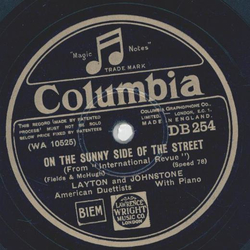 "Magic Notes"
TRADE MARK
Columbia
THIS RECORD MADE BY PATENTED
PROCESS MUST NOT BE SOLD
BELOW PRICE FIXED BY PATENTEES
COLUMBIA GRAPHOPHONE CO.
LIMITED LONDON, E.C.1.
MADE IN ENGLAND.
(WA 10525)
DB 254
ON THE SUNNY SIDE OF THE STREET
(From "International Revue")
(Fields & McHugh)
(Speed 78)
LAYTON AND JOHNSTONE
American Duettists
With Piano
BIEM
LAWRENCE
WRIGHT
MUSIC CO.
LONDON